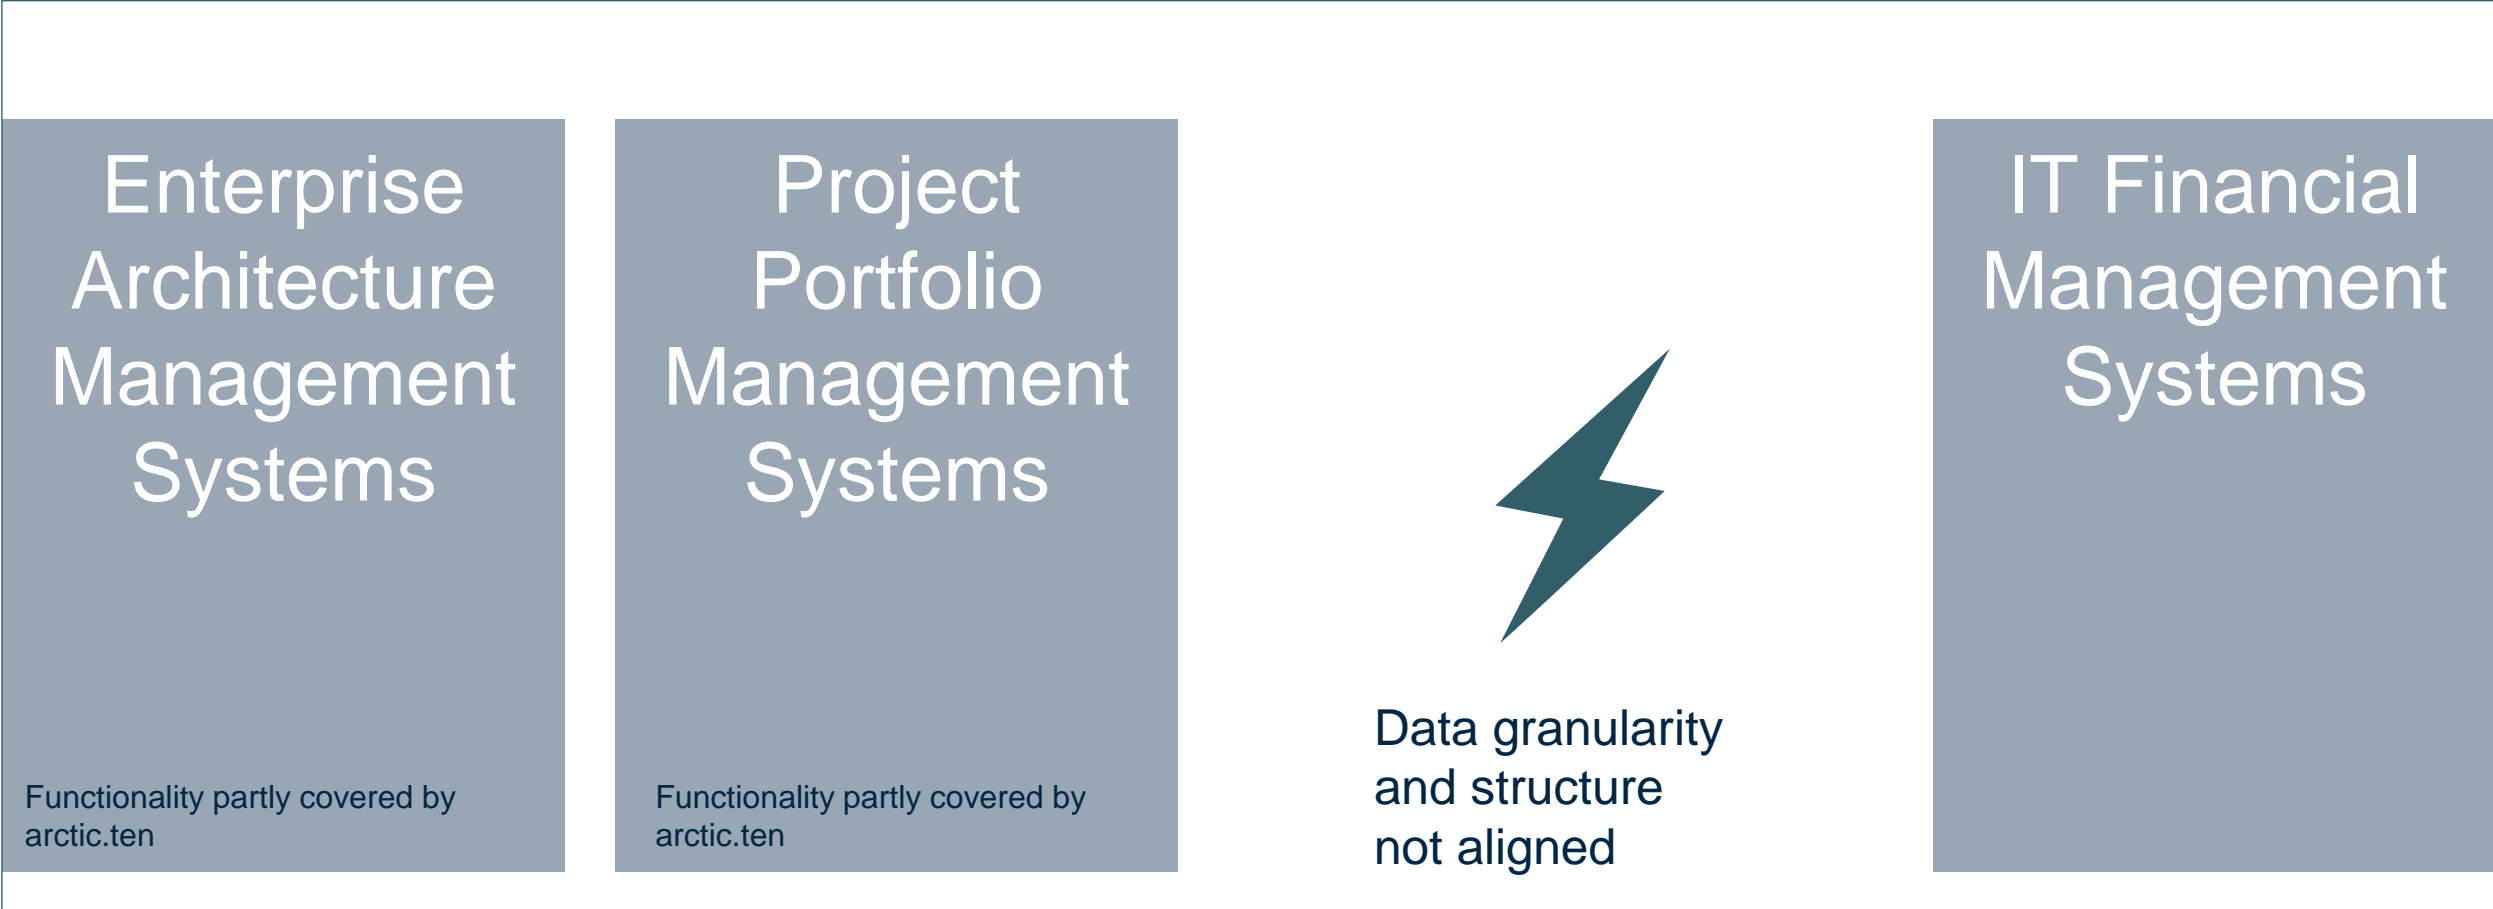 Enterprise
Architecture
Management
Systems
Functionality partly covered by
arctic.ten
Project
Portfolio
Management
Systems
Functionality partly covered by
arctic.ten
Data granularity
and structure
not aligned
IT Financial
Management
Systems